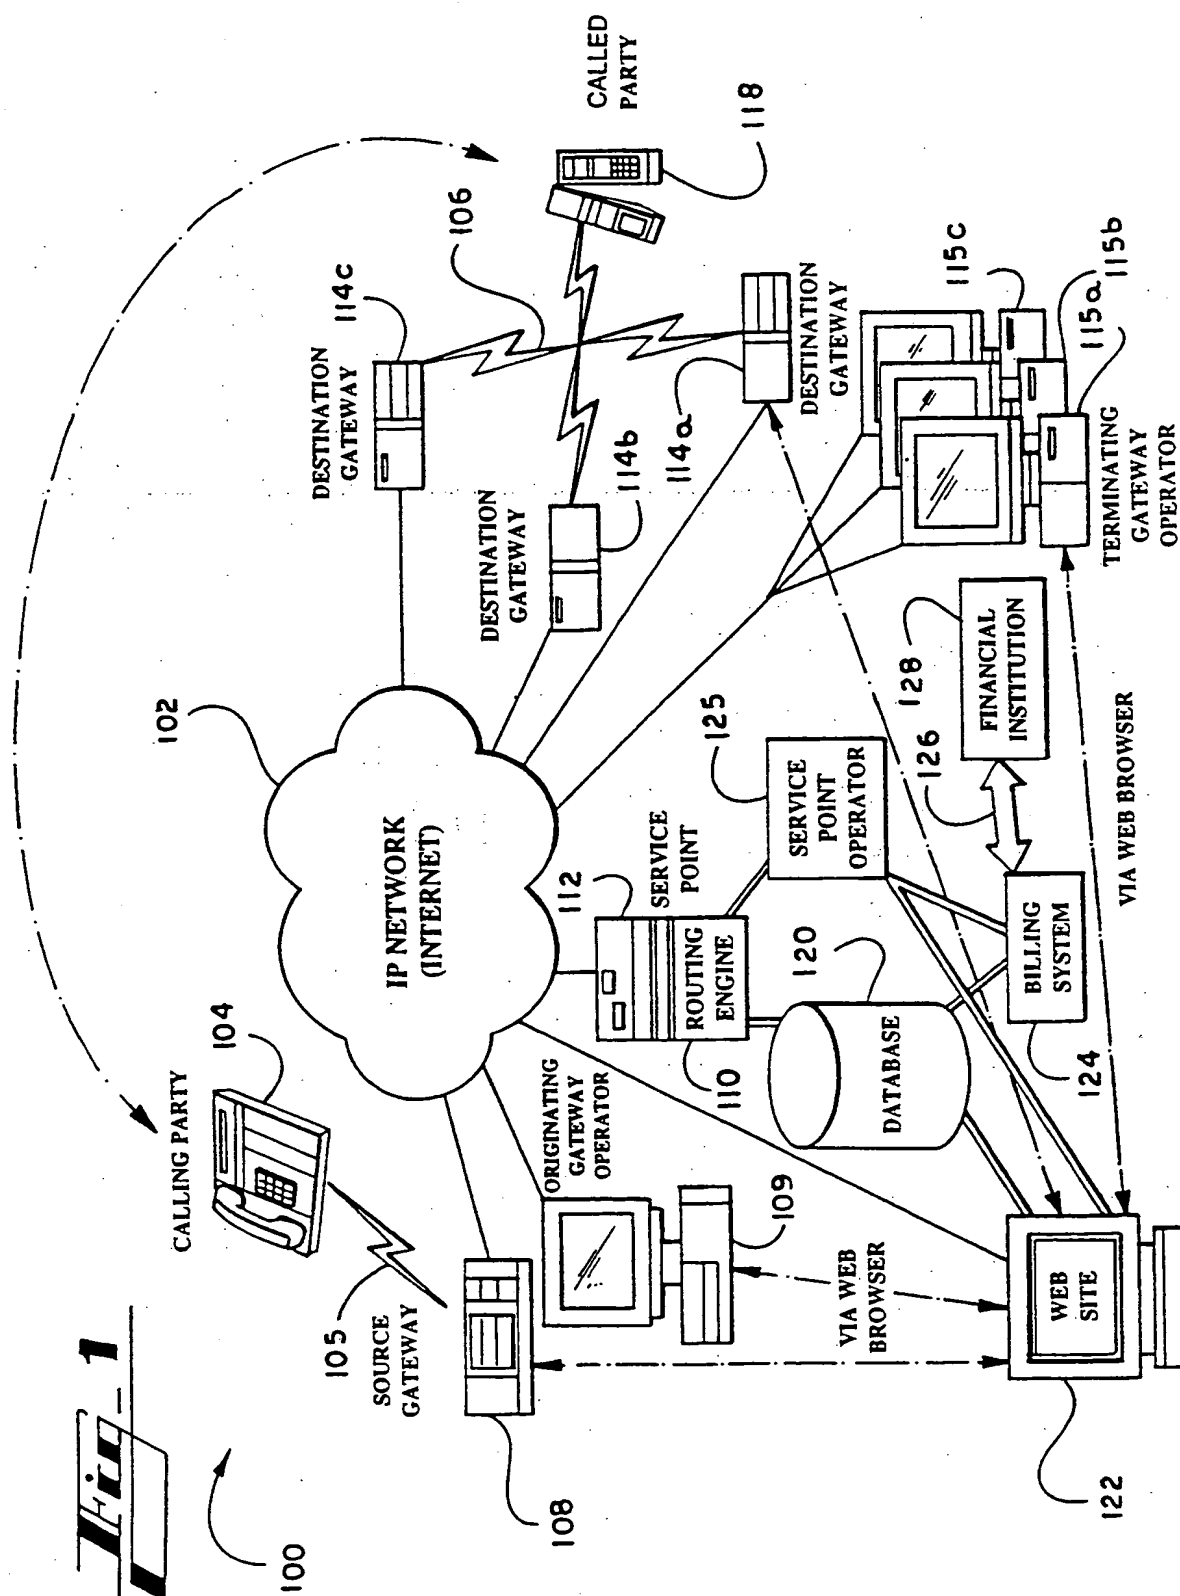 Fig_1
100
CALLING PARTY
104
105
SOURCE
GATEWAY
108
ORIGINATING
GATEWAY
OPERATOR
109
VIA WEB
BROWSER
122
WEB
SITE
102
IP NETWORK
(INTERNET)
112
SERVICE
POINT
ROUTING
ENGINE
110
120
DATABASE
125
SERVICE
POINT
OPERATOR
BILLING
SYSTEM
124
126
128
FINANCIAL
INSTITUTION
VIA WEB BROWSER
DESTINATION
GATEWAY
114c
106
DESTINATION
GATEWAY
114b
114a
DESTINATION
GATEWAY
CALLED
PARTY
118
115c
115b
115a
TERMINATING
GATEWAY
OPERATOR